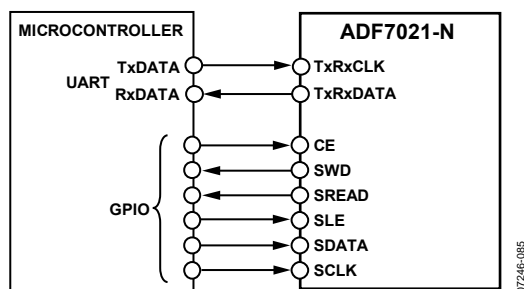 MICROCONTROLLER
ADF7021-N
UART
TxDATA
TxRxCLK
RxDATA
TxRxDATA
GPIO
CE
SWD
SREAD
SLE
SDATA
SCLK
07246-085